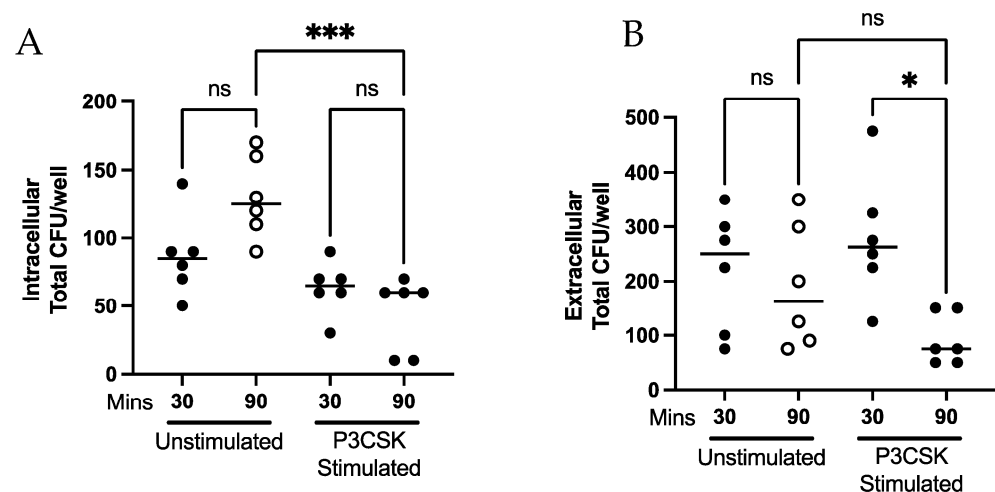 A
***
ns
ns
200
150
100
50
0
Intracellular
Total CFU/well
Mins
30
90
30
90
Unstimulated
P3CSK
Stimulated
B
ns
ns
*
500
400
300
200
100
0
Extracellular
Total CFU/well
Mins
30
90
30
90
Unstimulated
P3CSK
Stimulated